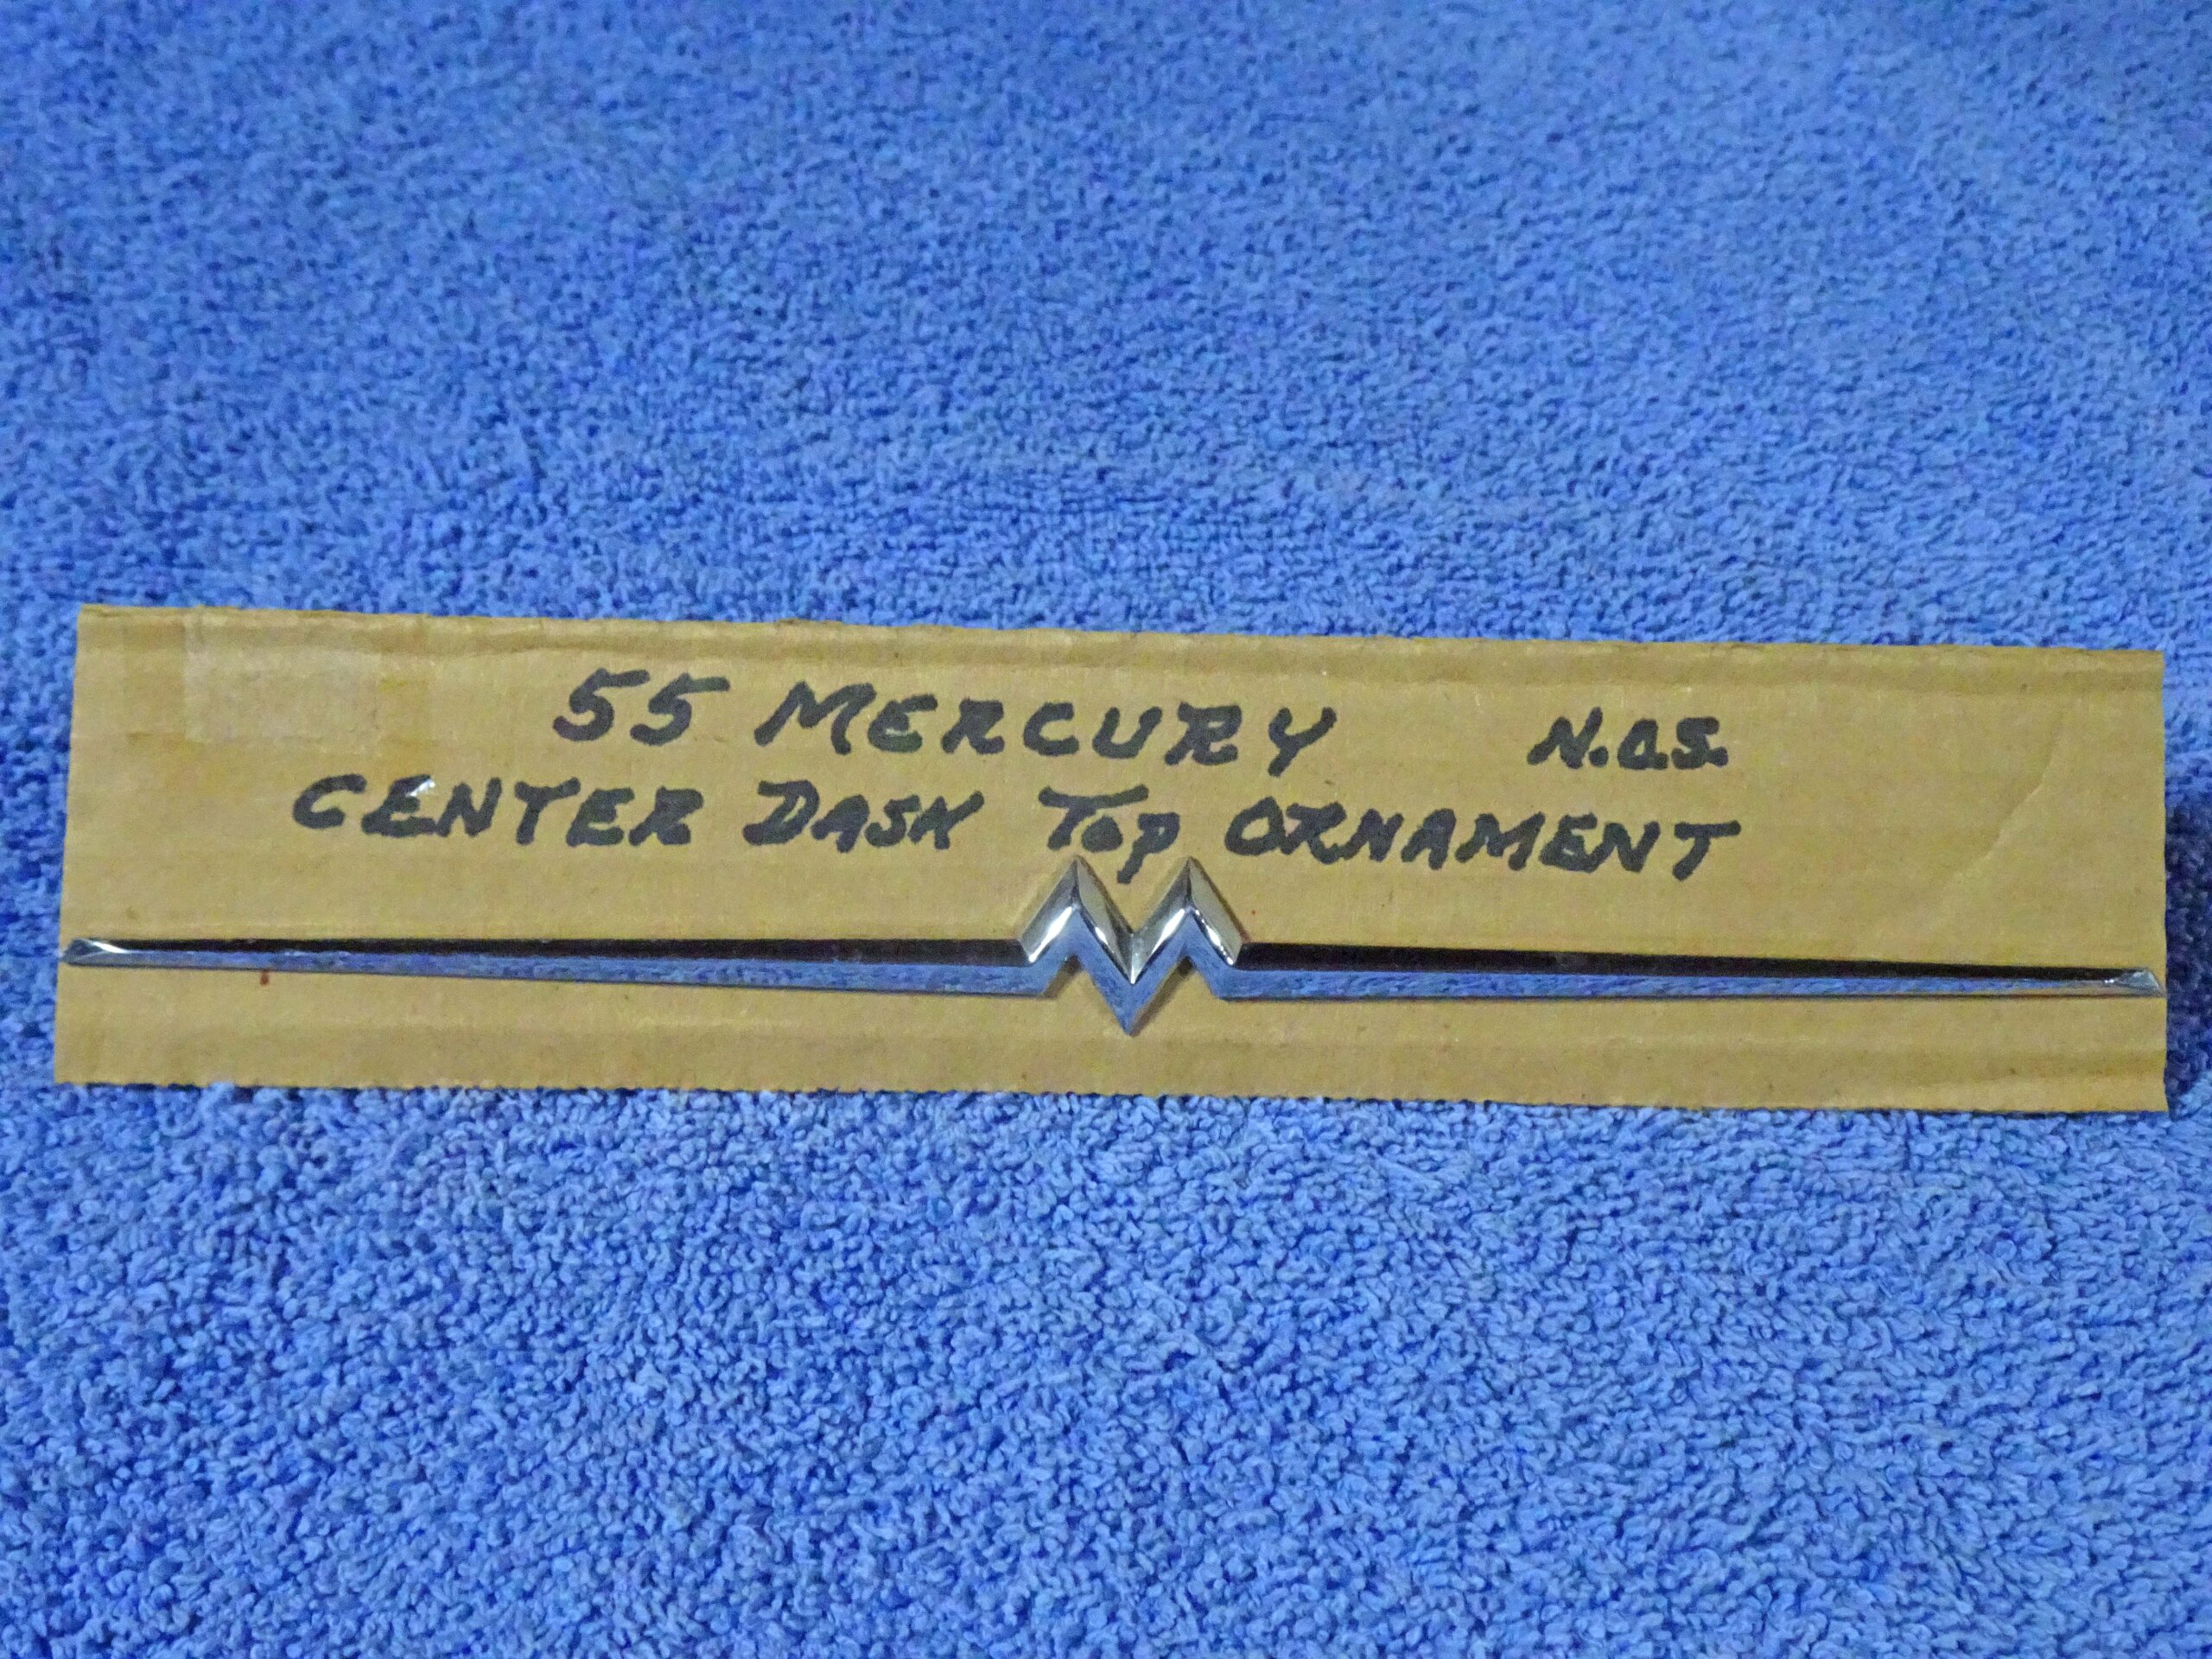 55 MERCURY N.O.S.
CENTER DASH TOP ORNAMENT